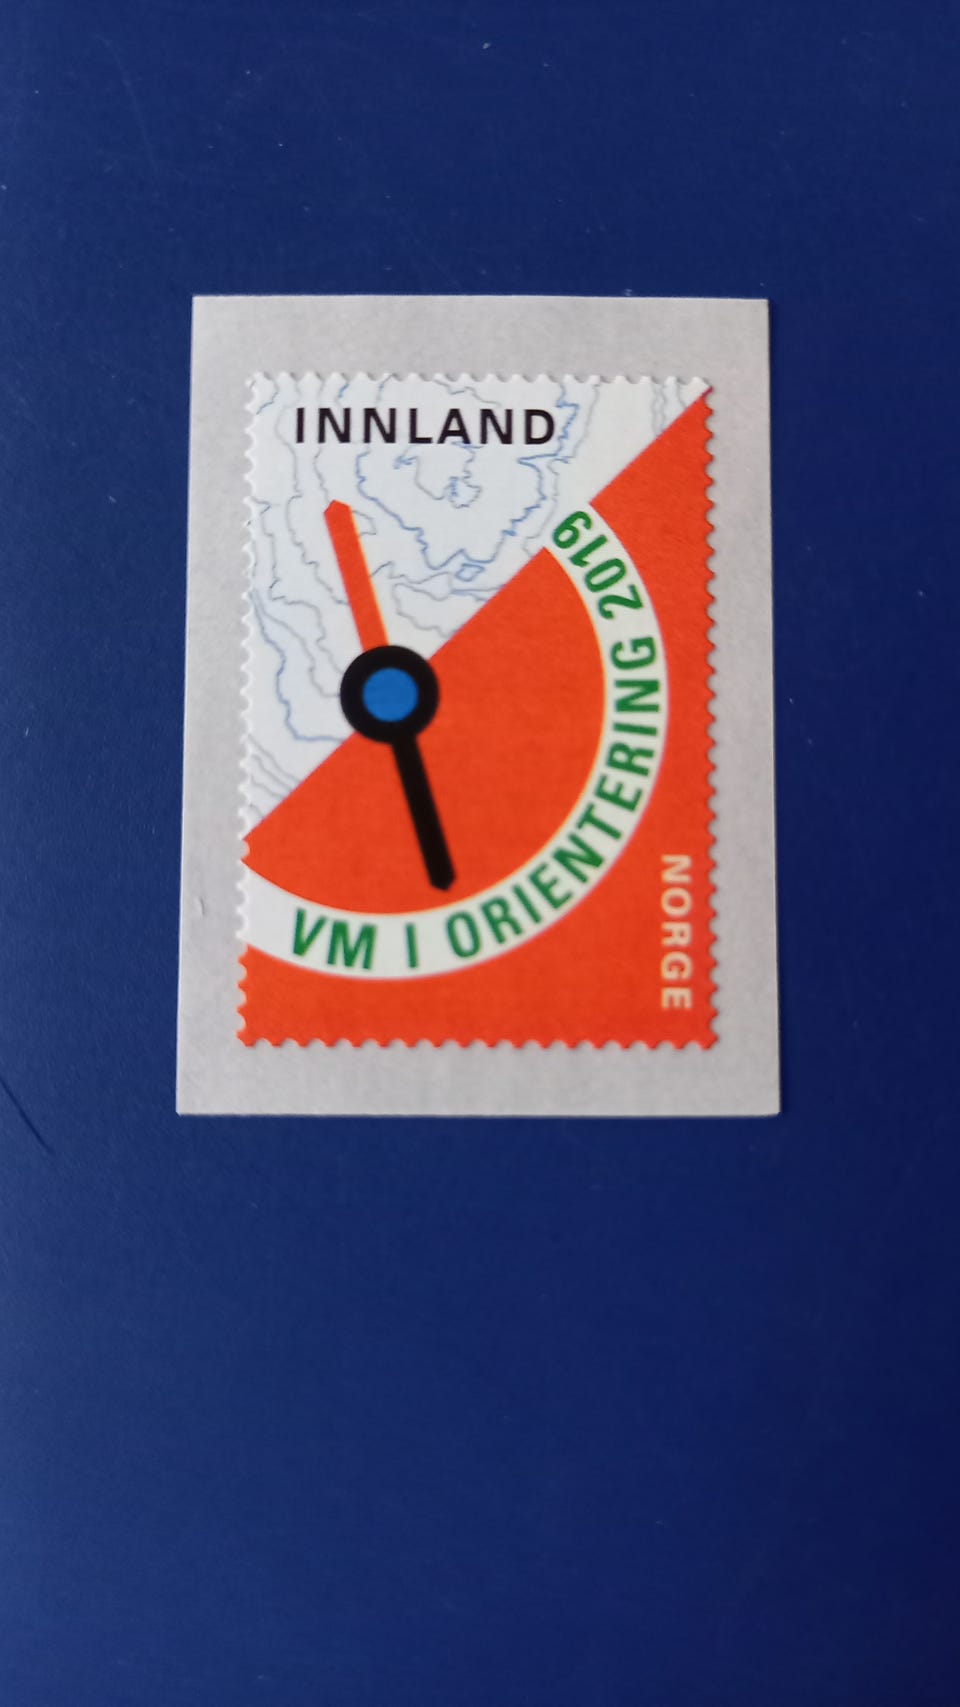 INNLAND
VM I ORIENTERING 2019
NORGE